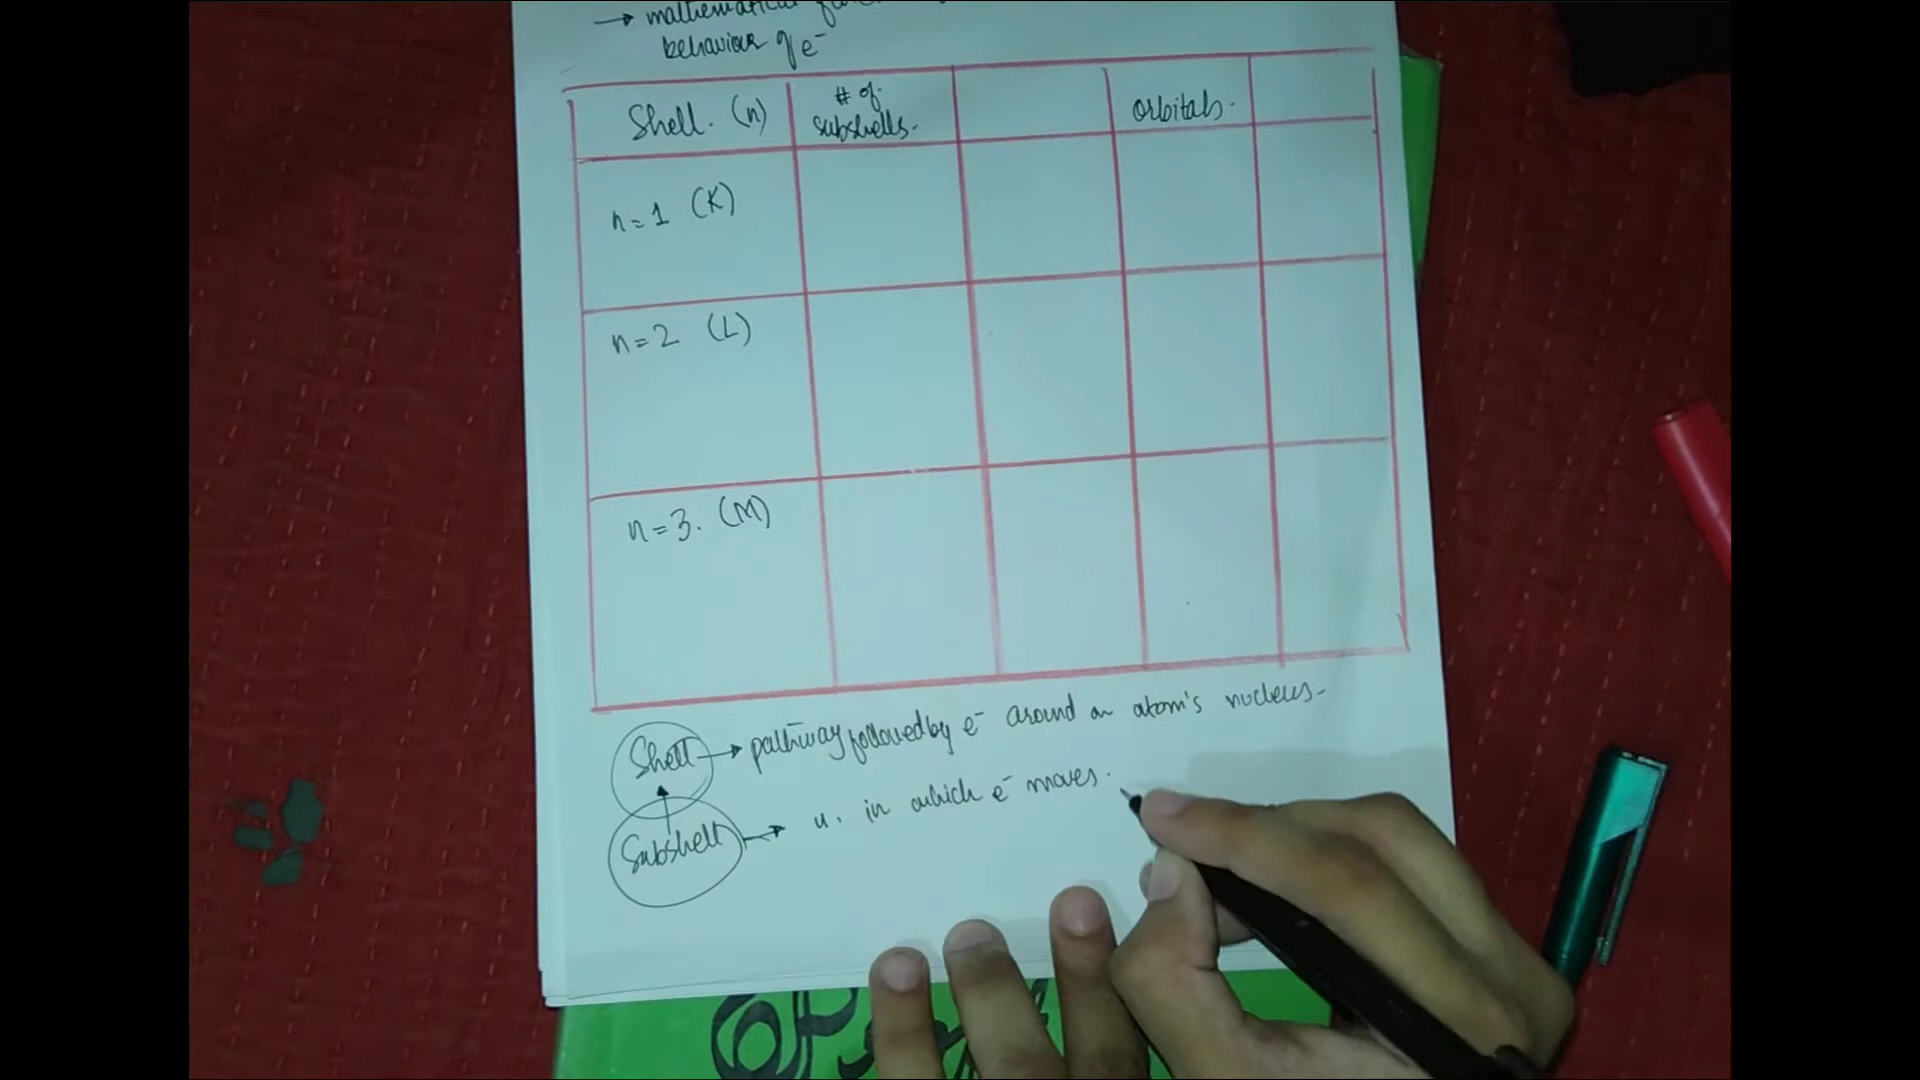 → mathematical
behaviour of e⁻
Shell. (n)
# of
subshells.
orbitals.
n=1 (K)
n=2 (L)
n=3. (M)
Shell → pathway followed by e⁻ around an atom's nucleus.
Subshell → u. in which e⁻ moves.